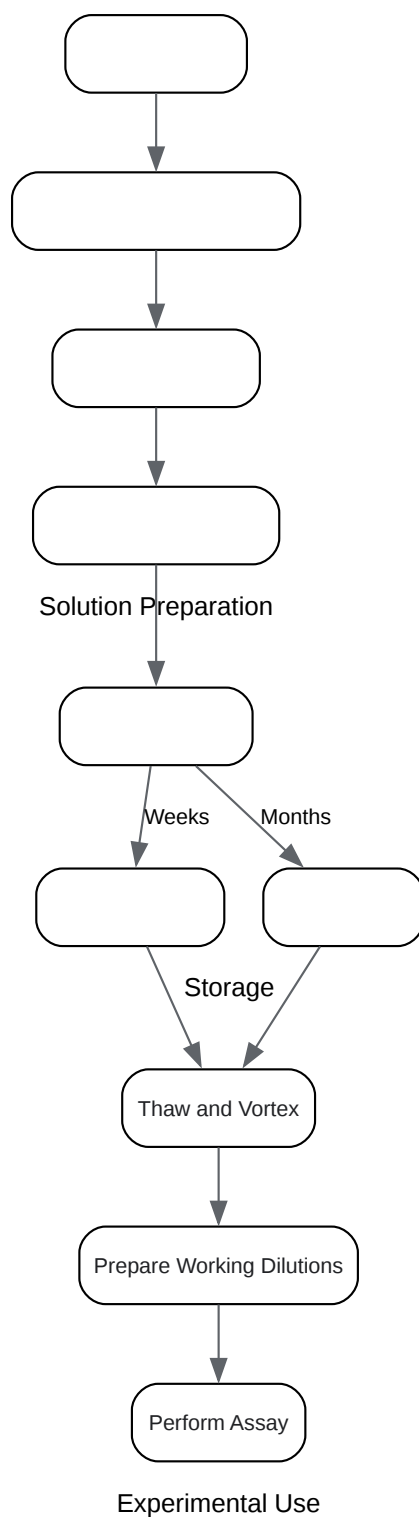 Solution Preparation
Weeks
Months
Storage
Thaw and Vortex
Prepare Working Dilutions
Perform Assay
Experimental Use